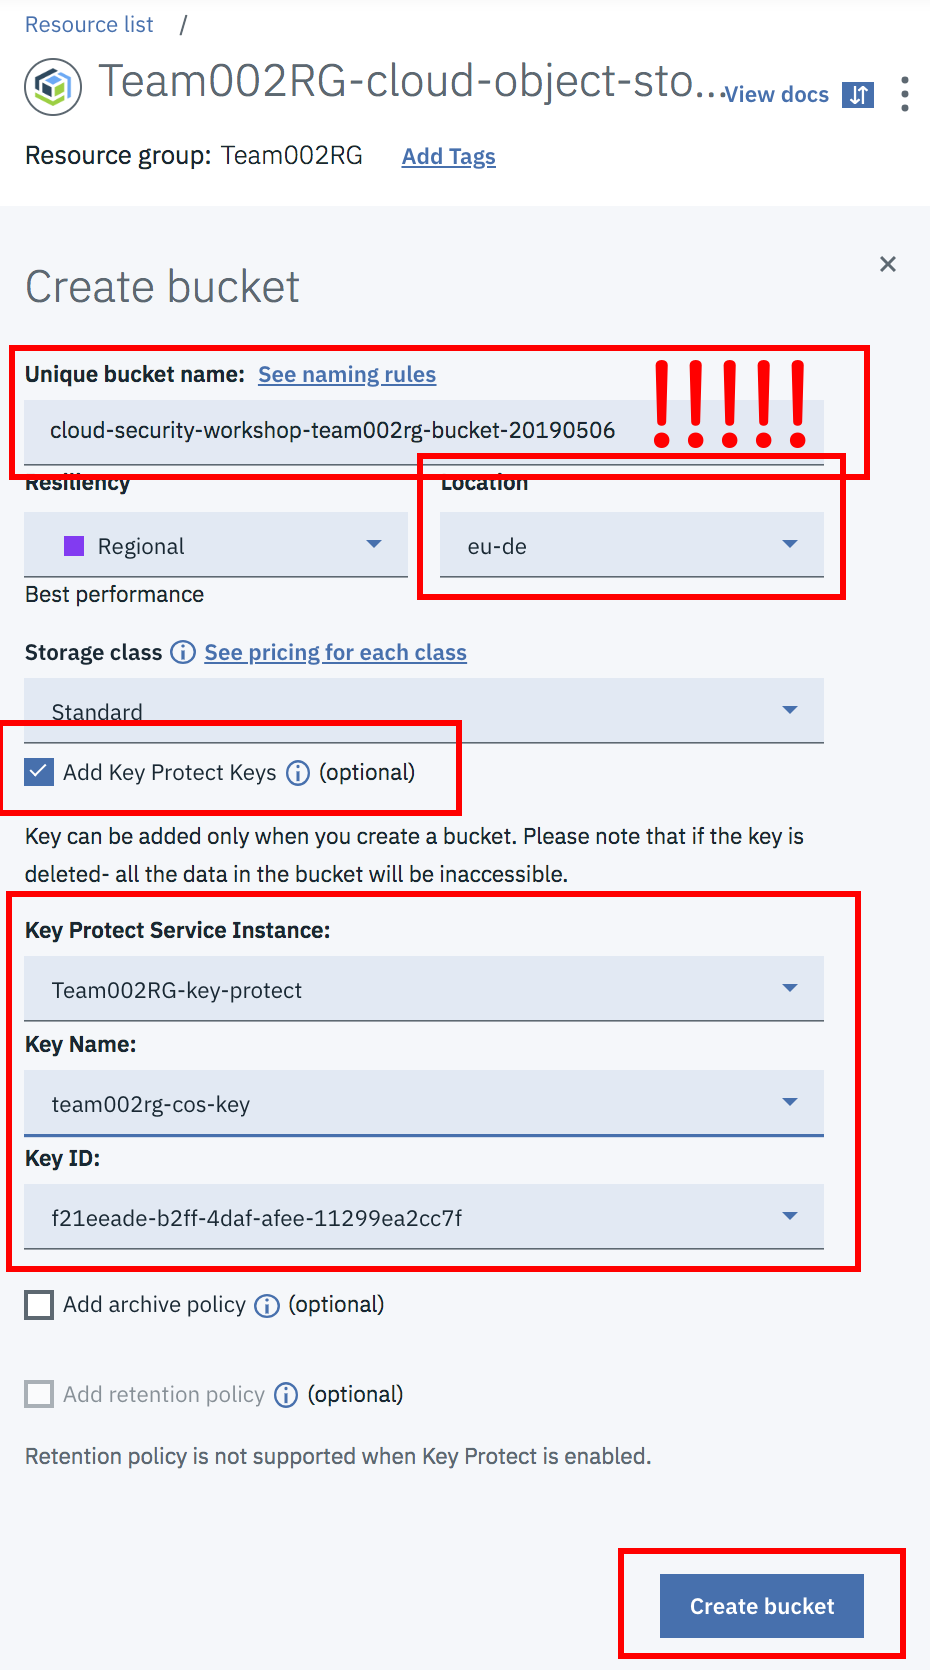 Resource list /
Team002RG-cloud-object-sto... View docs
Resource group: Team002RG Add Tags
Create bucket
Unique bucket name: See naming rules
cloud-security-workshop-team002rg-bucket-20190506 !!!!!
Resiliency Location
Regional eu-de
Best performance
Storage class See pricing for each class
Standard
Add Key Protect Keys (optional)
Key can be added only when you create a bucket. Please note that if the key is
deleted- all the data in the bucket will be inaccessible.
Key Protect Service Instance:
Team002RG-key-protect
Key Name:
team002rg-cos-key
Key ID:
f21eeade-b2ff-4daf-afee-11299ea2cc7f
Add archive policy (optional)
Add retention policy (optional)
Retention policy is not supported when Key Protect is enabled.
Create bucket